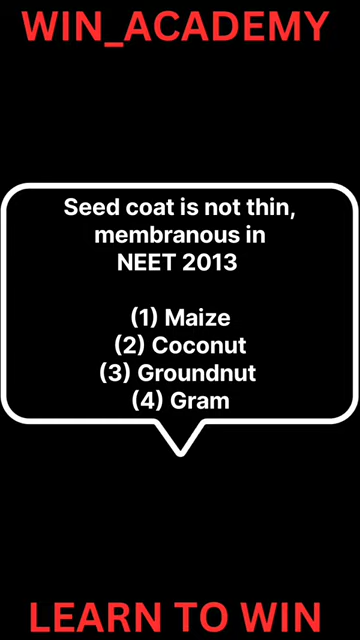 WIN_ACADEMY
Seed coat is not thin,
membranous in
NEET 2013
(1) Maize
(2) Coconut
(3) Groundnut
(4) Gram
LEARN TO WIN